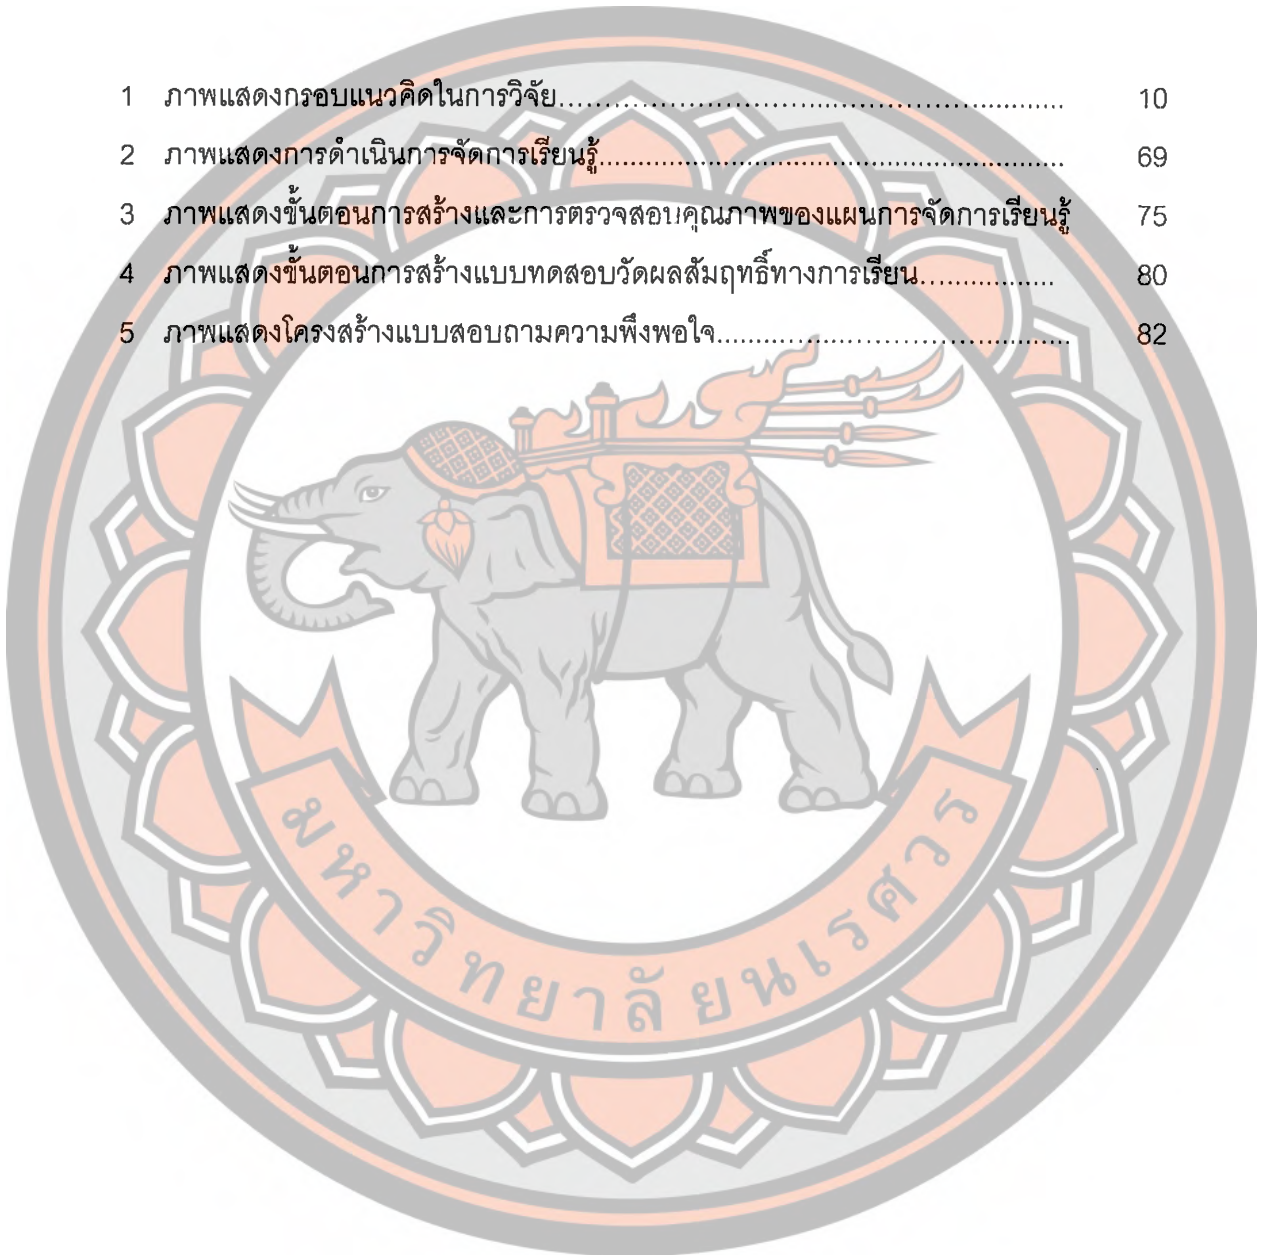 1 ภาพแสดงกรอบแนวคิดในการวิจัย.................................................................. 10
2 ภาพแสดงการดำเนินการจัดการเรียนรู้............................................................. 69
3 ภาพแสดงขั้นตอนการสร้างและการตรวจสอบคุณภาพของแผนการจัดการเรียนรู้ 75
4 ภาพแสดงขั้นตอนการสร้างแบบทดสอบวัดผลสัมฤทธิ์ทางการเรียน.................. 80
5 ภาพแสดงโครงสร้างแบบสอบถามความพึงพอใจ............................................... 82
มหาวิทยาลัยนเรศวร